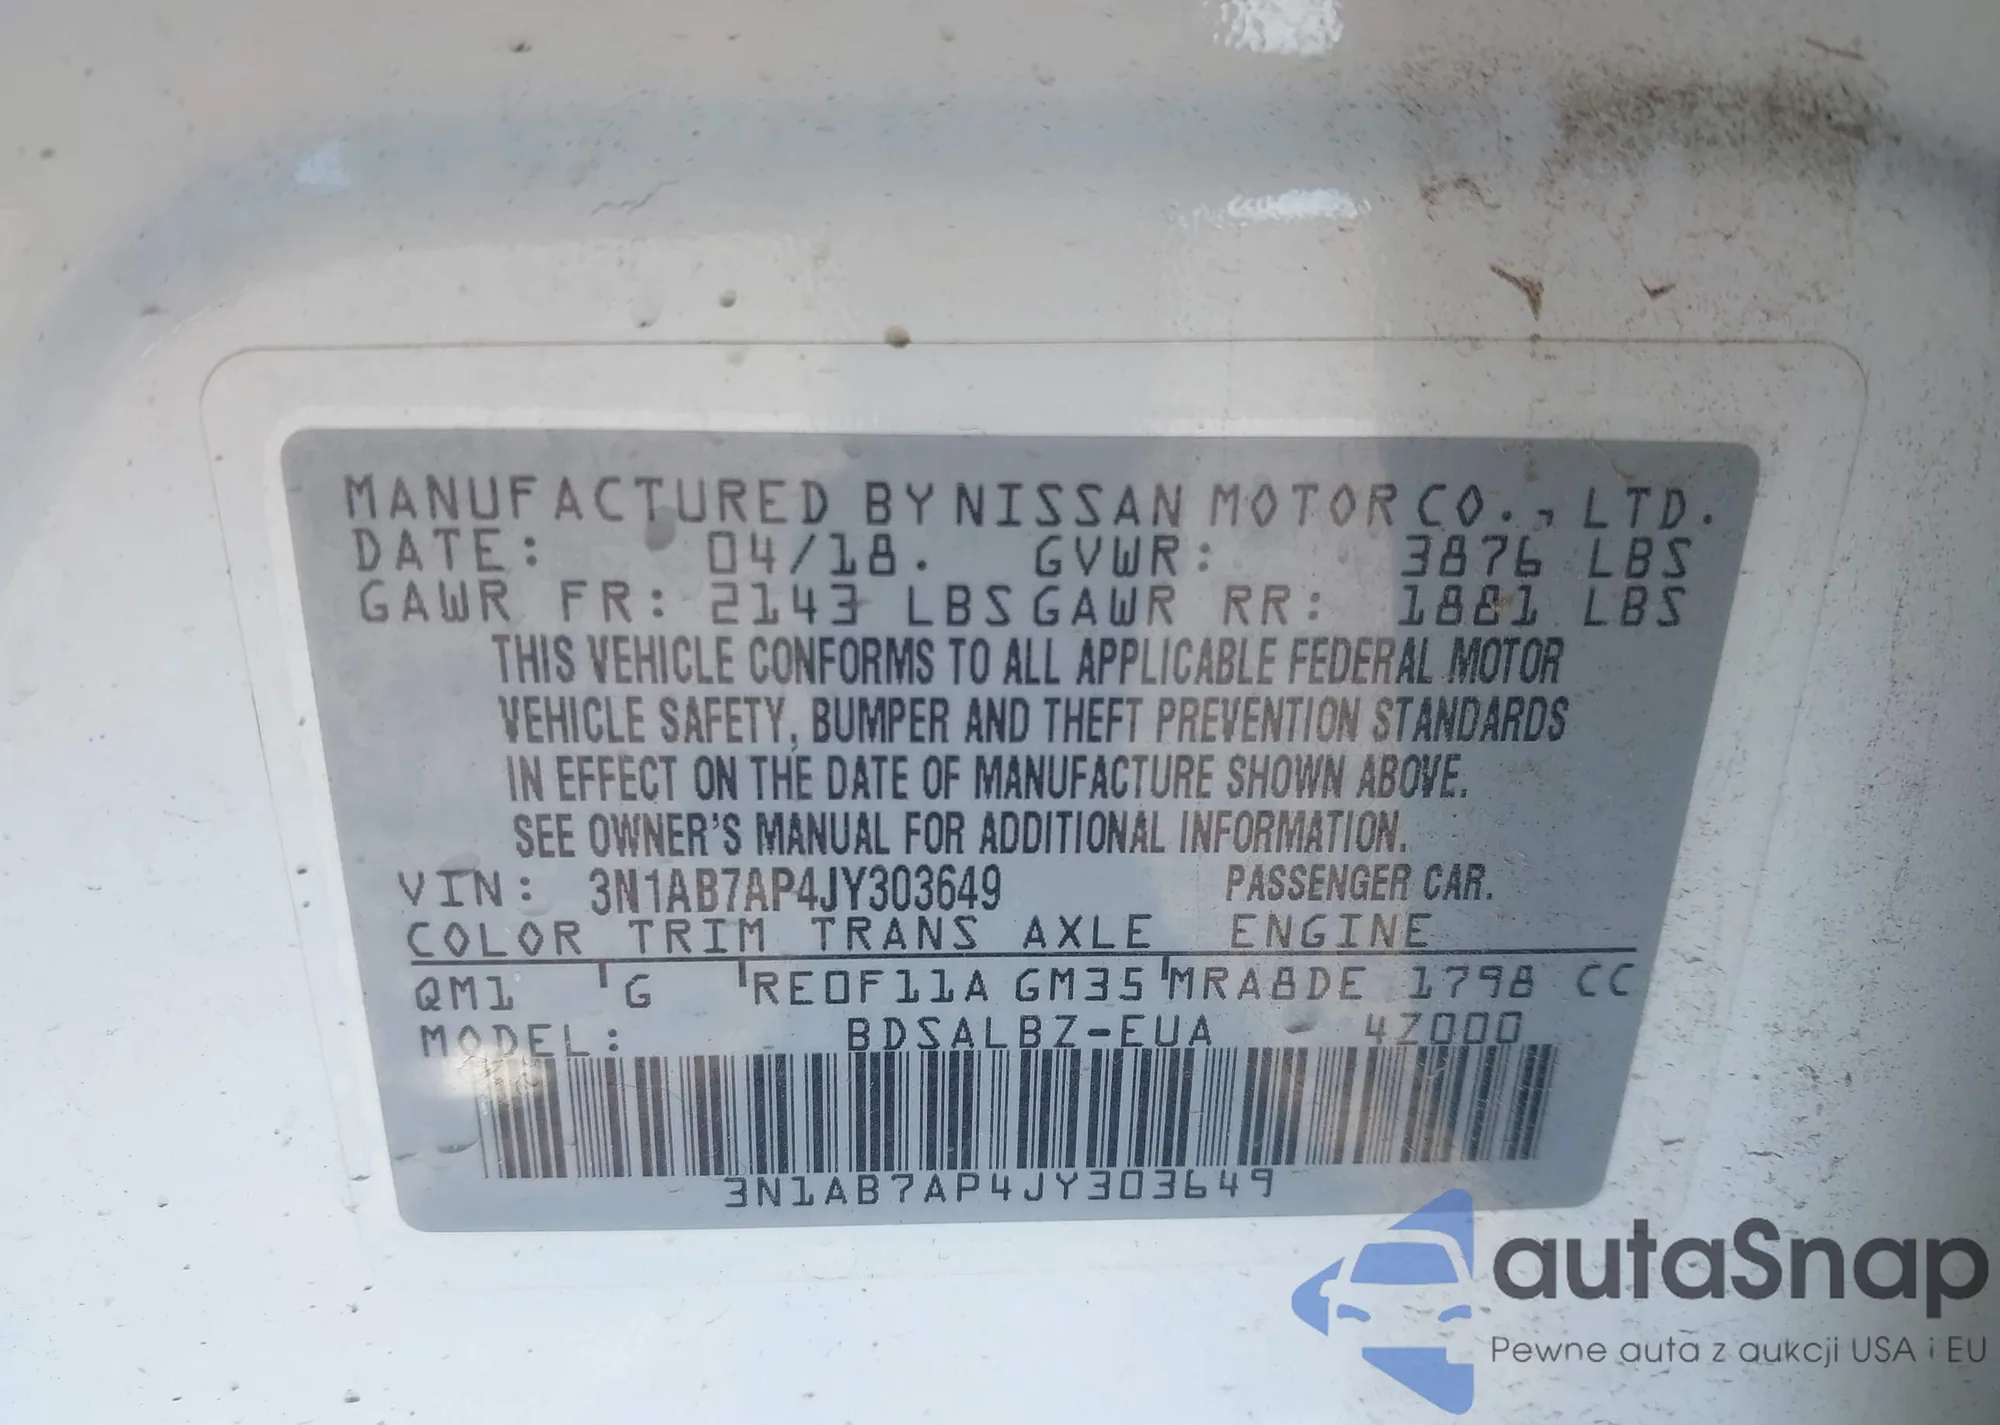 MANUFACTURED BY NISSAN MOTOR CO., LTD.
DATE: 04/18. GVWR: 3876 LBS
GAWR FR: 2143 LBS GAWR RR: 1881 LBS
THIS VEHICLE CONFORMS TO ALL APPLICABLE FEDERAL MOTOR
VEHICLE SAFETY, BUMPER AND THEFT PREVENTION STANDARDS
IN EFFECT ON THE DATE OF MANUFACTURE SHOWN ABOVE.
SEE OWNER'S MANUAL FOR ADDITIONAL INFORMATION.
VIN: 3N1AB7AP4JY303649 PASSENGER CAR.
COLOR TRIM TRANS AXLE ENGINE
QM1 G RE0F11A GM35 MRA8DE 1798 CC
MODEL: BDSALBZ-EUA 4Z000
3N1AB7AP4JY303649
autaSnap
Pewne auta z aukcji USA i EU